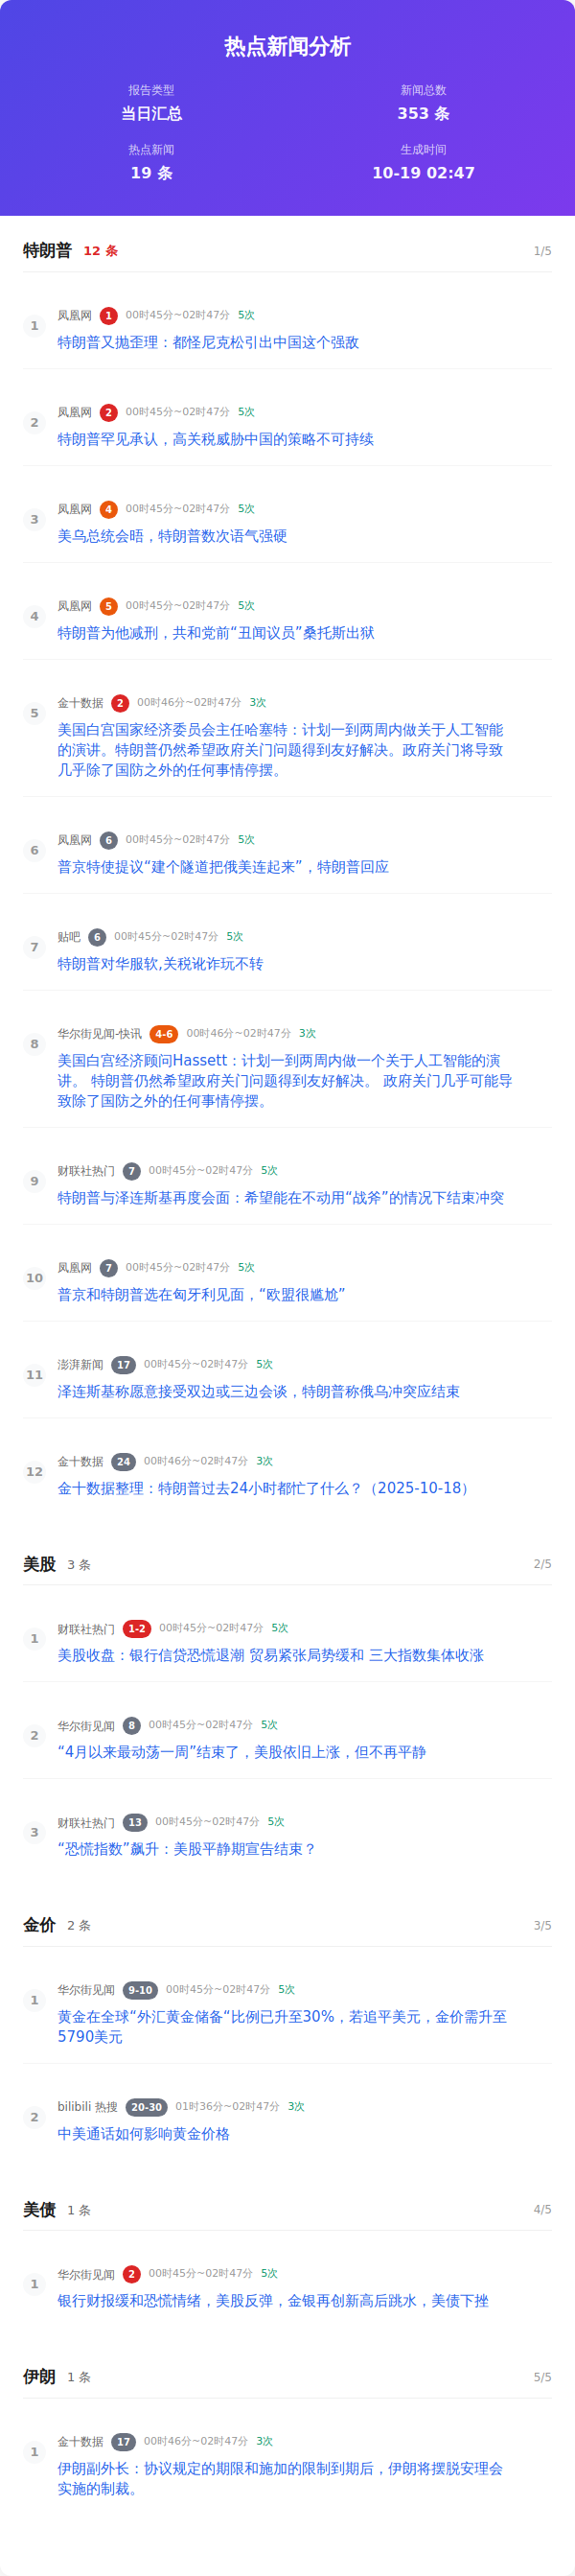 热点新闻分析
报告类型
新闻总数
当日汇总
353 条
热点新闻
生成时间
19 条
10-19 02:47
特朗普 12 条 1/5
1 凤凰网 1 00时45分~02时47分 5次
特朗普又抛歪理：都怪尼克松引出中国这个强敌
2 凤凰网 2 00时45分~02时47分 5次
特朗普罕见承认，高关税威胁中国的策略不可持续
3 凤凰网 4 00时45分~02时47分 5次
美乌总统会晤，特朗普数次语气强硬
4 凤凰网 5 00时45分~02时47分 5次
特朗普为他减刑，共和党前“丑闻议员”桑托斯出狱
5 金十数据 2 00时46分~02时47分 3次
美国白宫国家经济委员会主任哈塞特：计划一到两周内做关于人工智能
的演讲。特朗普仍然希望政府关门问题得到友好解决。政府关门将导致
几乎除了国防之外的任何事情停摆。
6 凤凰网 6 00时45分~02时47分 5次
普京特使提议“建个隧道把俄美连起来”，特朗普回应
7 贴吧 6 00时45分~02时47分 5次
特朗普对华服软,关税讹诈玩不转
8 华尔街见闻-快讯 4-6 00时46分~02时47分 3次
美国白宫经济顾问Hassett：计划一到两周内做一个关于人工智能的演
讲。 特朗普仍然希望政府关门问题得到友好解决。 政府关门几乎可能导
致除了国防之外的任何事情停摆。
9 财联社热门 7 00时45分~02时47分 5次
特朗普与泽连斯基再度会面：希望能在不动用“战斧”的情况下结束冲突
10 凤凰网 7 00时45分~02时47分 5次
普京和特朗普选在匈牙利见面，“欧盟很尴尬”
11 澎湃新闻 17 00时45分~02时47分 5次
泽连斯基称愿意接受双边或三边会谈，特朗普称俄乌冲突应结束
12 金十数据 24 00时46分~02时47分 3次
金十数据整理：特朗普过去24小时都忙了什么？（2025-10-18）
美股 3 条 2/5
1 财联社热门 1-2 00时45分~02时47分 5次
美股收盘：银行信贷恐慌退潮 贸易紧张局势缓和 三大指数集体收涨
2 华尔街见闻 8 00时45分~02时47分 5次
“4月以来最动荡一周”结束了，美股依旧上涨，但不再平静
3 财联社热门 13 00时45分~02时47分 5次
“恐慌指数”飙升：美股平静期宣告结束？
金价 2 条 3/5
1 华尔街见闻 9-10 00时45分~02时47分 5次
黄金在全球“外汇黄金储备“比例已升至30%，若追平美元，金价需升至
5790美元
2 bilibili 热搜 20-30 01时36分~02时47分 3次
中美通话如何影响黄金价格
美债 1 条 4/5
1 华尔街见闻 2 00时45分~02时47分 5次
银行财报缓和恐慌情绪，美股反弹，金银再创新高后跳水，美债下挫
伊朗 1 条 5/5
1 金十数据 17 00时46分~02时47分 3次
伊朗副外长：协议规定的期限和施加的限制到期后，伊朗将摆脱安理会
实施的制裁。